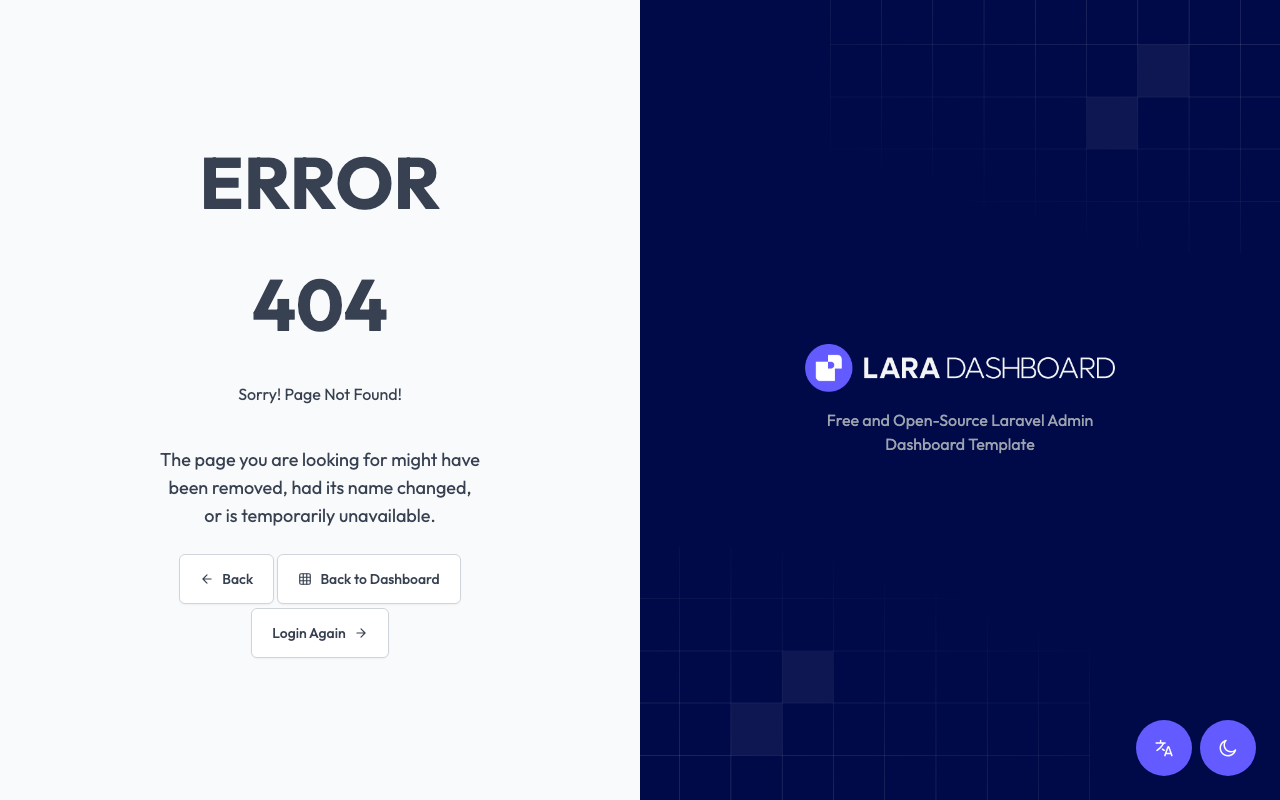 ERROR
404
Sorry! Page Not Found!
The page you are looking for might have
been removed, had its name changed,
or is temporarily unavailable.
Back
Back to Dashboard
Login Again
LARA DASHBOARD
Free and Open-Source Laravel Admin
Dashboard Template